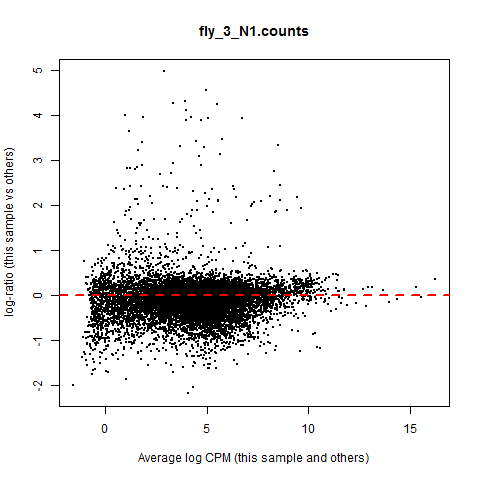 fly_3_N1.counts
log-ratio (this sample vs others)
5
4
3
2
1
0
-1
-2
0 5 10 15
Average log CPM (this sample and others)